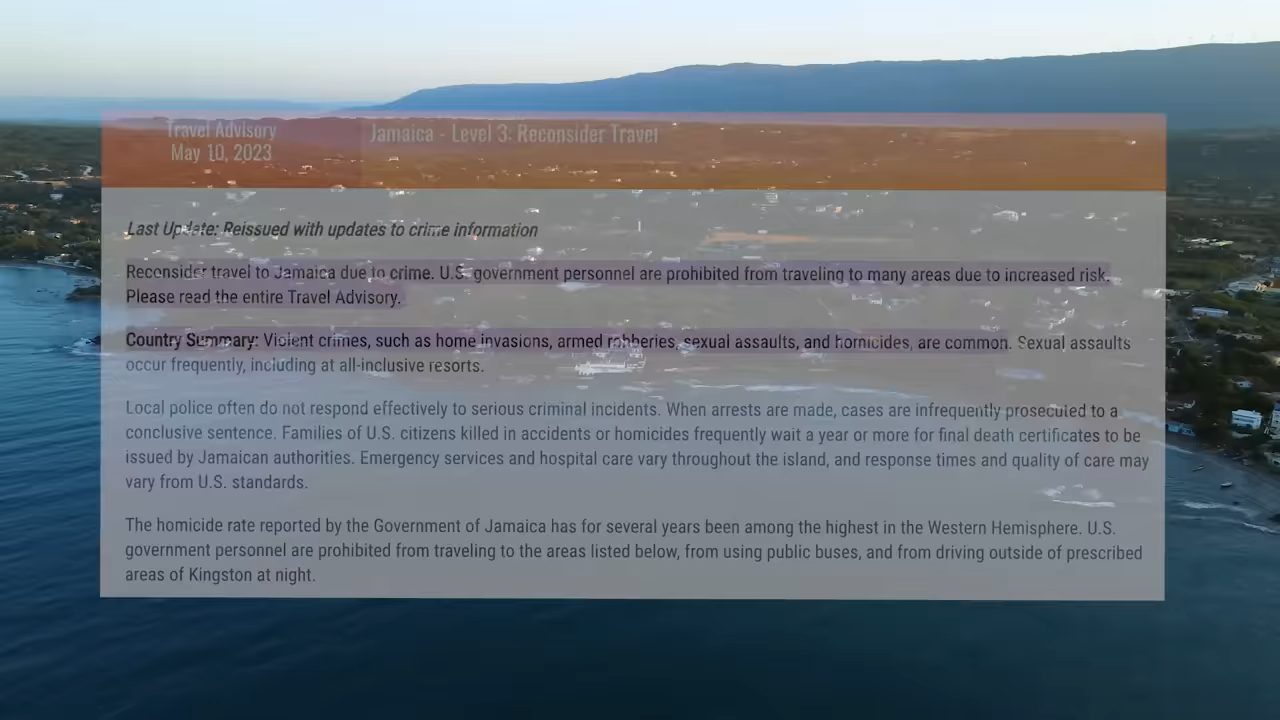 Travel Advisory
May 10, 2023
Jamaica - Level 3: Reconsider Travel
Last Update: Reissued with updates to crime information
Reconsider travel to Jamaica due to crime. U.S. government personnel are prohibited from traveling to many areas due to increased risk.
Please read the entire Travel Advisory.
Country Summary: Violent crimes, such as home invasions, armed robberies, sexual assaults, and homicides, are common. Sexual assaults
occur frequently, including at all-inclusive resorts.
Local police often do not respond effectively to serious criminal incidents. When arrests are made, cases are infrequently prosecuted to a
conclusive sentence. Families of U.S. citizens killed in accidents or homicides frequently wait a year or more for final death certificates to be
issued by Jamaican authorities. Emergency services and hospital care vary throughout the island, and response times and quality of care may
vary from U.S. standards.
The homicide rate reported by the Government of Jamaica has for several years been among the highest in the Western Hemisphere. U.S.
government personnel are prohibited from traveling to the areas listed below, from using public buses, and from driving outside of prescribed
areas of Kingston at night.